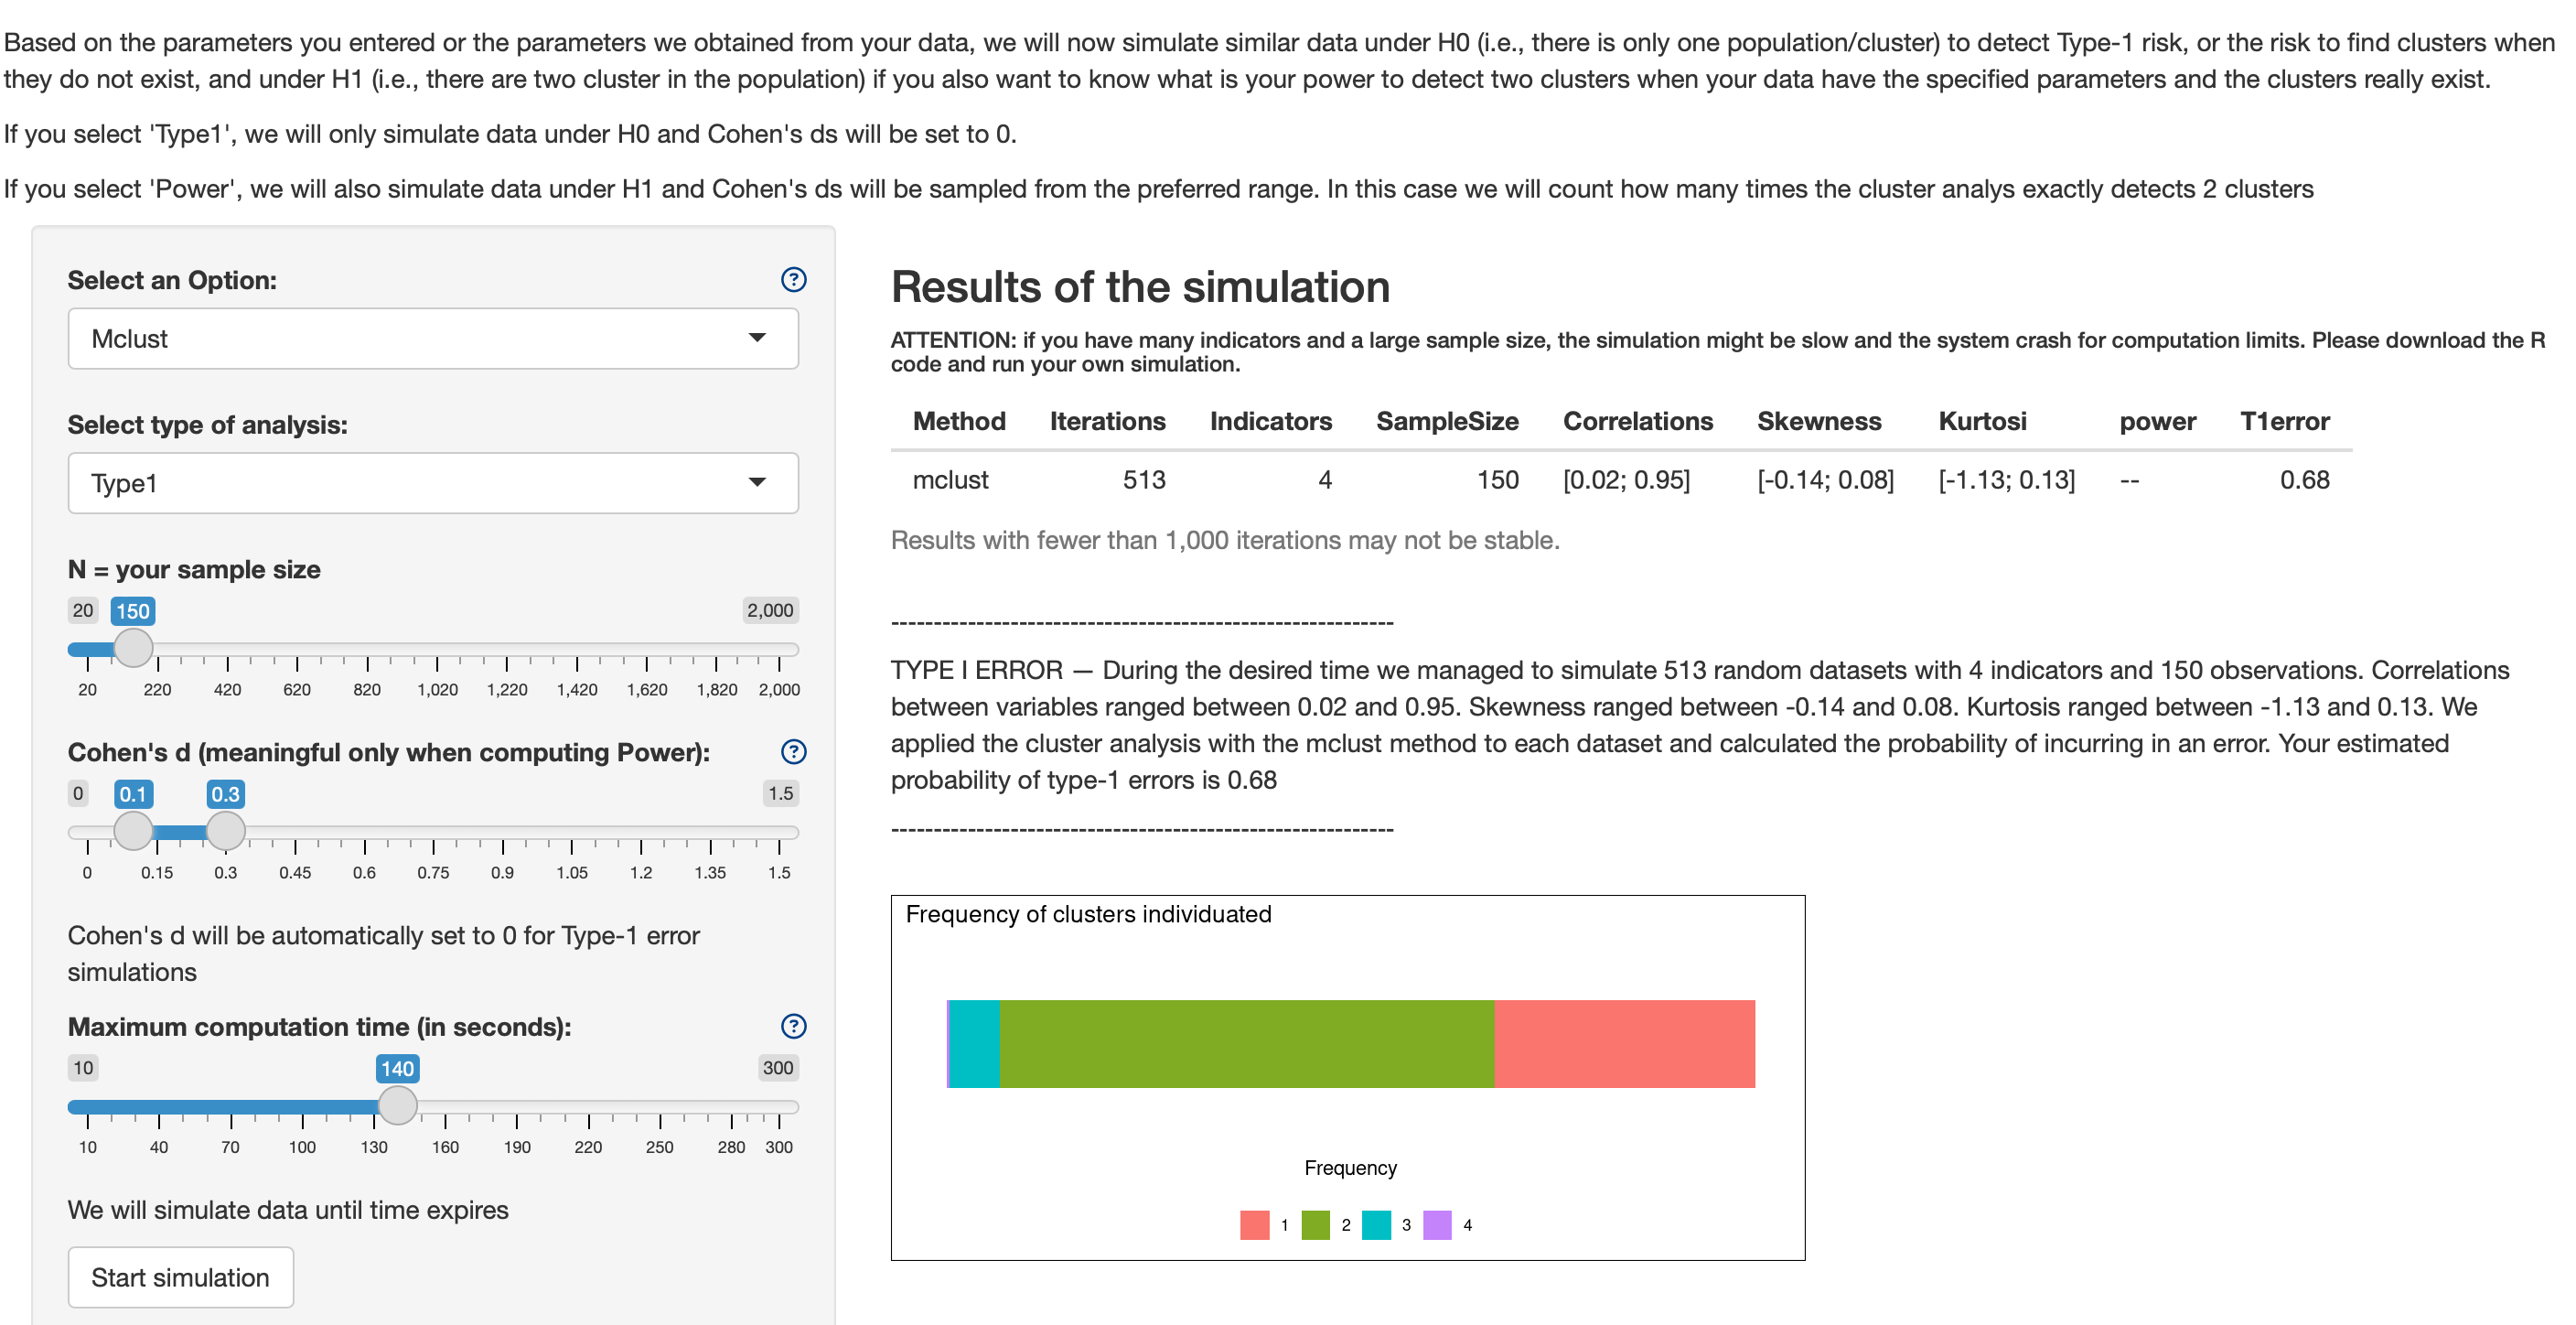 Based on the parameters you entered or the parameters we obtained from your data, we will now simulate similar data under H0 (i.e., there is only one population/cluster) to detect Type-1 risk, or the risk to find clusters when
they do not exist, and under H1 (i.e., there are two cluster in the population) if you also want to know what is your power to detect two clusters when your data have the specified parameters and the clusters really exist.
If you select 'Type1', we will only simulate data under H0 and Cohen's ds will be set to 0.
If you select 'Power', we will also simulate data under H1 and Cohen's ds will be sampled from the preferred range. In this case we will count how many times the cluster analys exactly detects 2 clusters
Select an Option: ?
Mclust
Select type of analysis:
Type1
N = your sample size
20 150 2,000
20 220 420 620 820 1,020 1,220 1,420 1,620 1,820 2,000
Cohen's d (meaningful only when computing Power): ?
0 0.1 0.3 1.5
0 0.15 0.3 0.45 0.6 0.75 0.9 1.05 1.2 1.35 1.5
Cohen's d will be automatically set to 0 for Type-1 error
simulations
Maximum computation time (in seconds): ?
10 140 300
10 40 70 100 130 160 190 220 250 280 300
We will simulate data until time expires
Start simulation
Results of the simulation
ATTENTION: if you have many indicators and a large sample size, the simulation might be slow and the system crash for computation limits. Please download the R
code and run your own simulation.
Method Iterations Indicators SampleSize Correlations Skewness Kurtosi power T1error
mclust 513 4 150 [0.02; 0.95] [-0.14; 0.08] [-1.13; 0.13] -- 0.68
Results with fewer than 1,000 iterations may not be stable.
-----------------------------------------------------------
TYPE I ERROR — During the desired time we managed to simulate 513 random datasets with 4 indicators and 150 observations. Correlations
between variables ranged between 0.02 and 0.95. Skewness ranged between -0.14 and 0.08. Kurtosis ranged between -1.13 and 0.13. We
applied the cluster analysis with the mclust method to each dataset and calculated the probability of incurring in an error. Your estimated
probability of type-1 errors is 0.68
-----------------------------------------------------------
Frequency of clusters individuated
Frequency
1 2 3 4